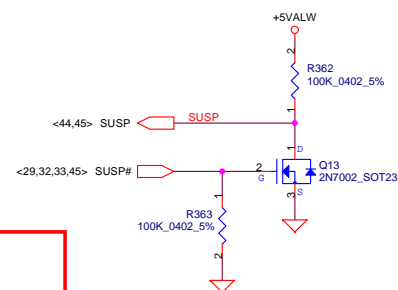 +5VALW
2
R362
100K_0402_5%
1
<44,45> SUSP
SUSP
1
D
Q13
2N7002_SOT23
<29,32,33,45> SUSP#
2
G
3
S
1
R363
100K_0402_5%
2